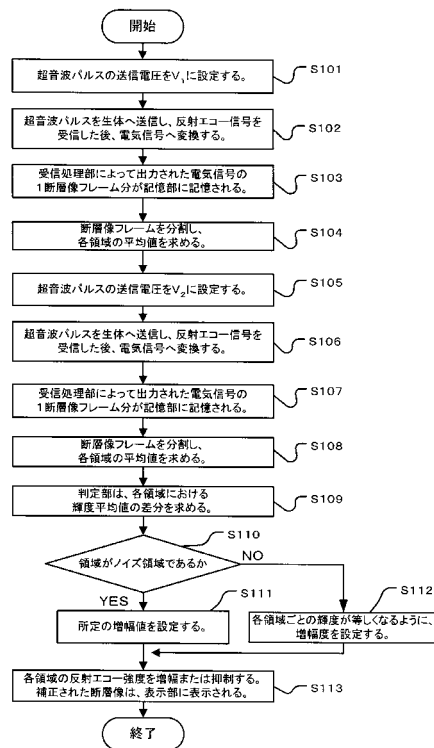 開始
超音波パルスの送信電圧をV1に設定する。
S101
超音波パルスを生体へ送信し、反射エコー信号を
受信した後、電気信号へ変換する。
S102
受信処理部によって出力された電気信号の
1断層像フレーム分が記憶部に記憶される。
S103
断層像フレームを分割し、
各領域の平均値を求める。
S104
超音波パルスの送信電圧をV2に設定する。
S105
超音波パルスを生体へ送信し、反射エコー信号を
受信した後、電気信号へ変換する。
S106
受信処理部によって出力された電気信号の
1断層像フレーム分が記憶部に記憶される。
S107
断層像フレームを分割し、
各領域の平均値を求める。
S108
判定部は、各領域における
輝度平均値の差分を求める。
S109
S110
領域がノイズ領域であるか
NO
YES
S111
所定の増幅値を設定する。
S112
各領域ごとの輝度が等しくなるように、
増幅度を設定する。
各領域の反射エコー強度を増幅または抑制する。
補正された断層像は、表示部に表示される。
S113
終了